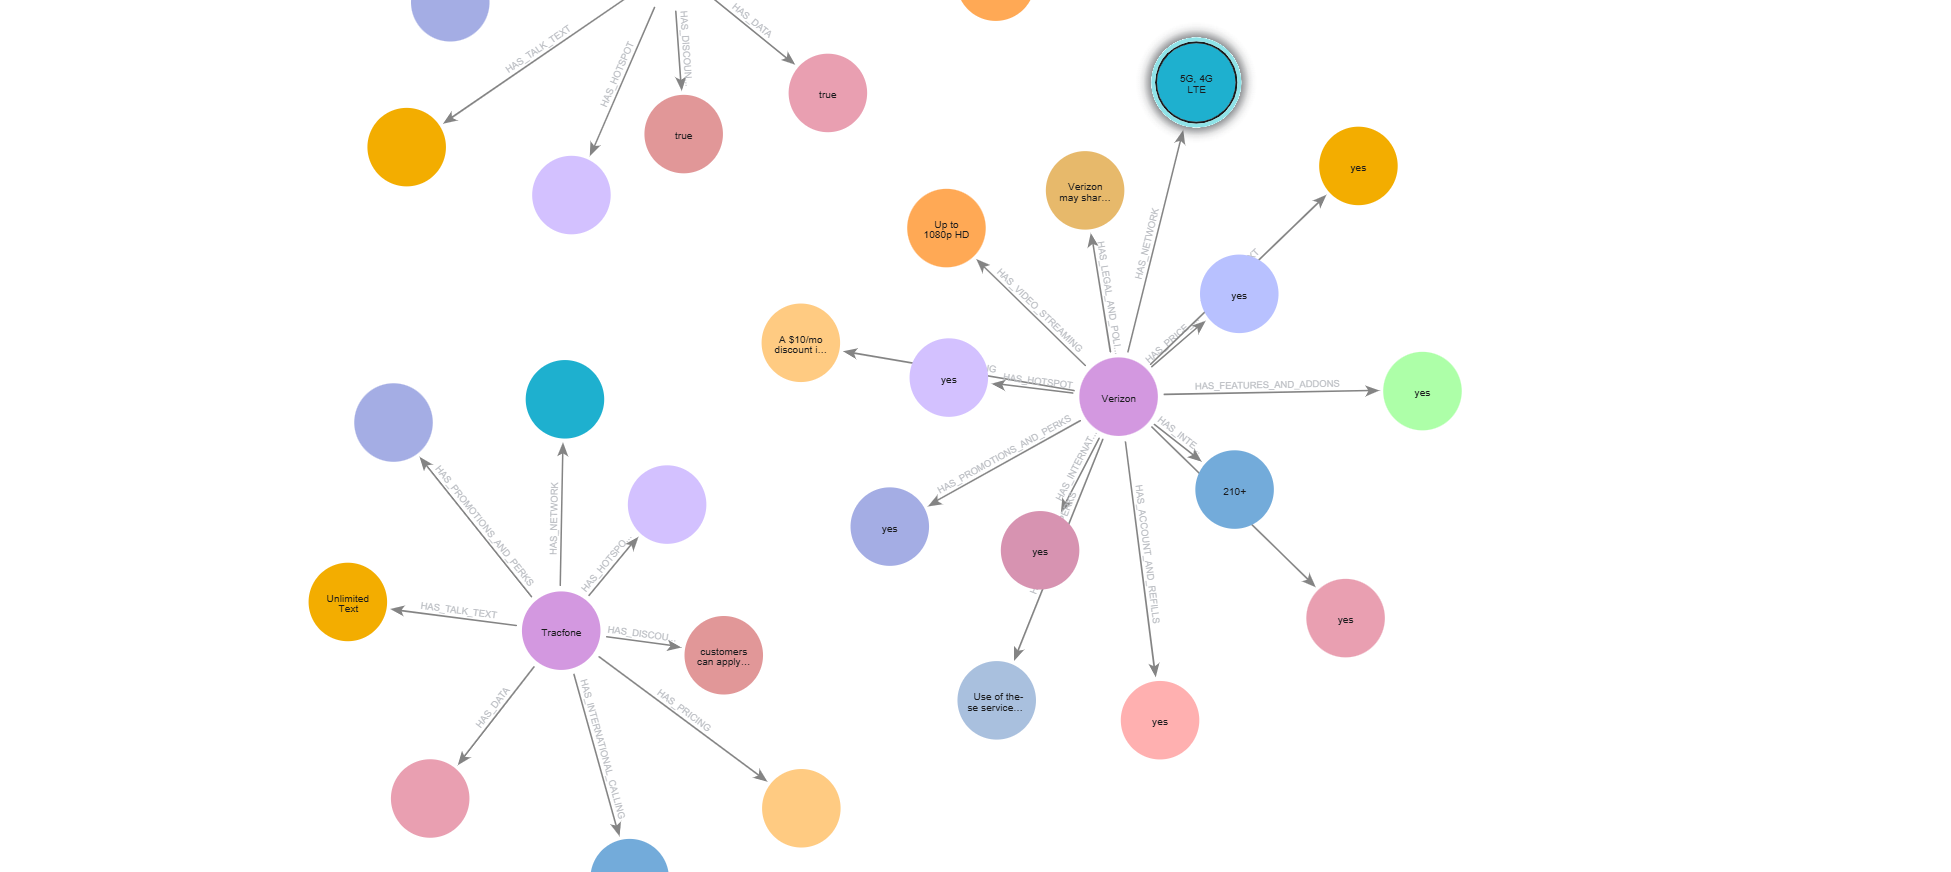 HAS_TALK_TEXT
HAS_HOTSPOT
HAS_DISCOUN...
HAS_DATA
true
true
5G, 4G
LTE
yes
Verizon
may shar...
Up to
1080p HD
HAS_NETWORK
HAS_LEGAL_AND_POLI...
HAS_VIDEO_STREAMING
yes
HAS_PRICE
A $10/mo
discount i...
yes
HAS_HOTSPOT
Verizon
HAS_FEATURES_AND_ADDONS
yes
HAS_PROMOTIONS_AND_PERKS
HAS_INTERNAT...
HAS_INTE...
210+
HAS_ACCOUNT_AND_REFILLS
yes
yes
yes
Use of the-
se service...
yes
HAS_PROMOTIONS_AND_PERKS
HAS_NETWORK
HAS_HOTSPO...
Unlimited
Text
HAS_TALK_TEXT
Tracfone
HAS_DISCOU...
customers
can apply...
HAS_DATA
HAS_INTERNATIONAL_CALLING
HAS_PRICING